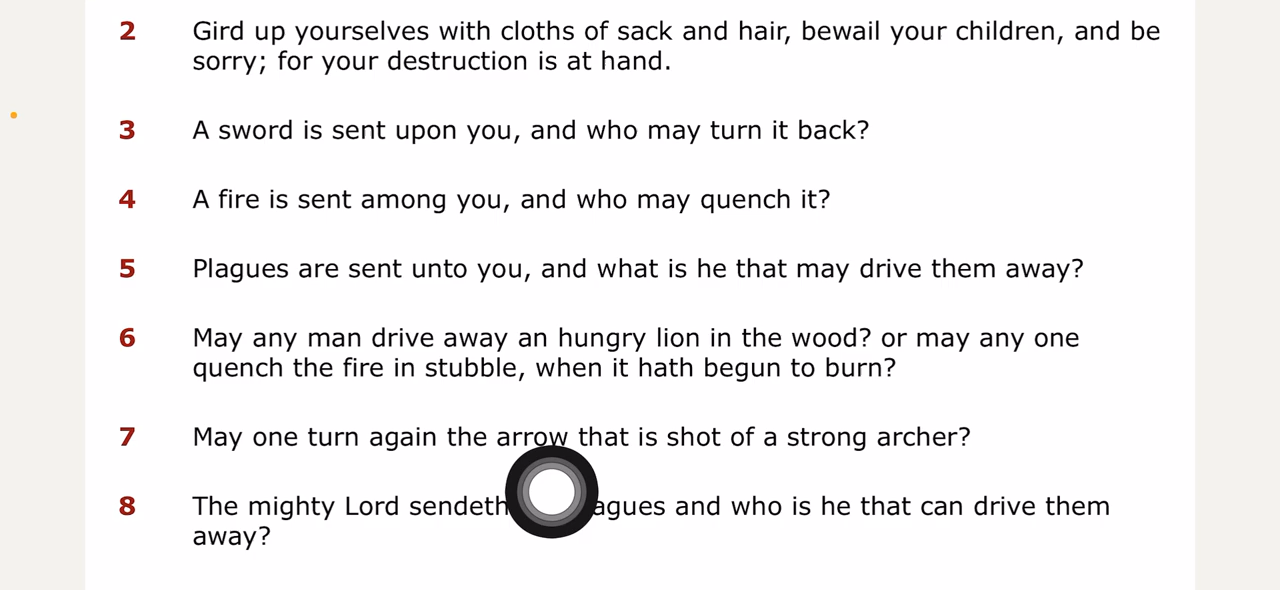 2 Gird up yourselves with cloths of sack and hair, bewail your children, and be
sorry; for your destruction is at hand.
3 A sword is sent upon you, and who may turn it back?
4 A fire is sent among you, and who may quench it?
5 Plagues are sent unto you, and what is he that may drive them away?
6 May any man drive away an hungry lion in the wood? or may any one
quench the fire in stubble, when it hath begun to burn?
7 May one turn again the arrow that is shot of a strong archer?
8 The mighty Lord sendeth agues and who is he that can drive them
away?